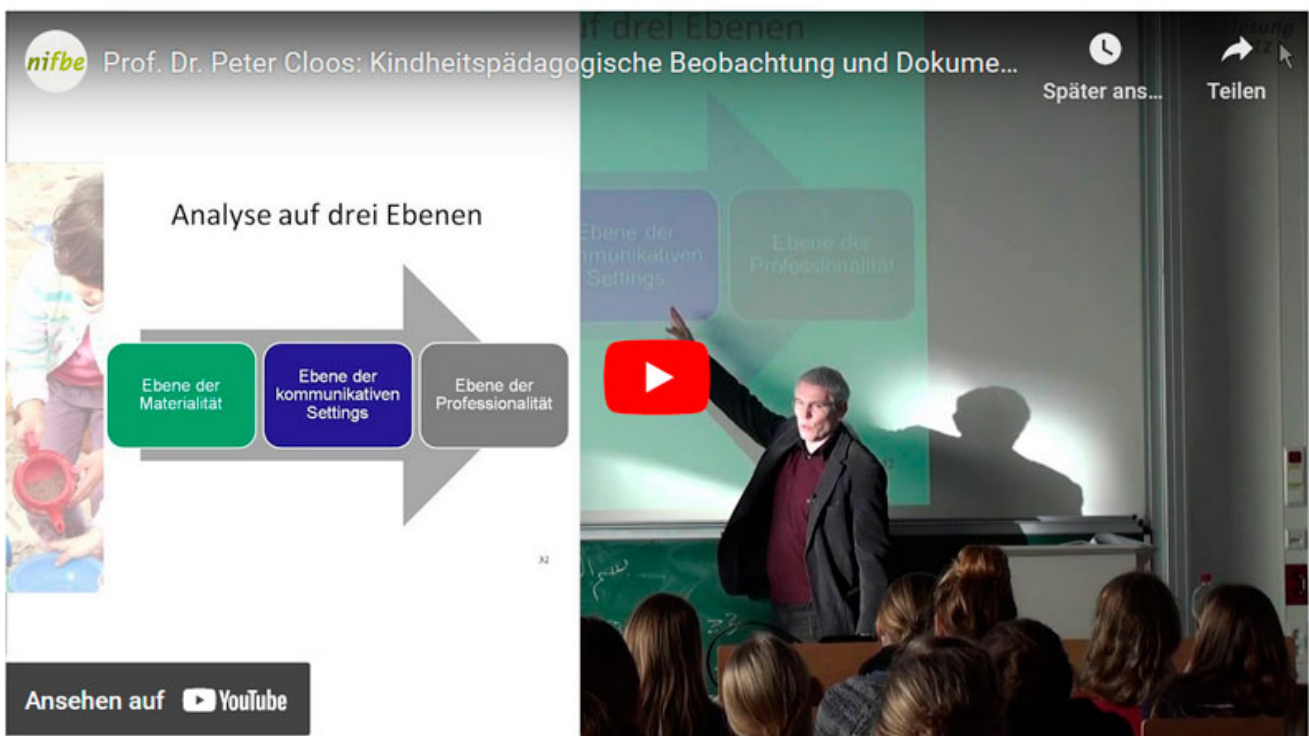 nifbe
Prof. Dr. Peter Cloos: Kindheitspädagogische Beobachtung und Dokume...
Später ans...
Teilen
Analyse auf drei Ebenen
Ebene der
Materialität
Ebene der
kommunikativen
Settings
Ebene der
Professionalität
32
f drei Ebenen
Ebene der
mmunikativen
Settings
Ebene der
Professionalität
32
Ansehen auf YouTube